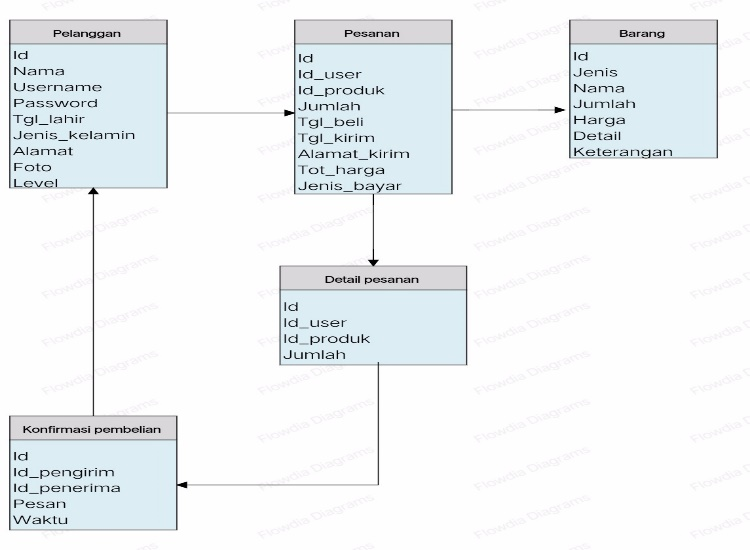 Pelanggan
Id
Nama
Username
Password
Tgl_lahir
Jenis_kelamin
Alamat
Foto
Level
Pesanan
Id
Id_user
Id_produk
Jumlah
Tgl_beli
Tgl_kirim
Alamat_kirim
Tot_harga
Jenis_bayar
Barang
Id
Jenis
Nama
Jumlah
Harga
Detail
Keterangan
Detail pesanan
Id
Id_user
Id_produk
Jumlah
Konfirmasi pembelian
Id
Id_pengirim
Id_penerima
Pesan
Waktu
Flowdia Diagrams